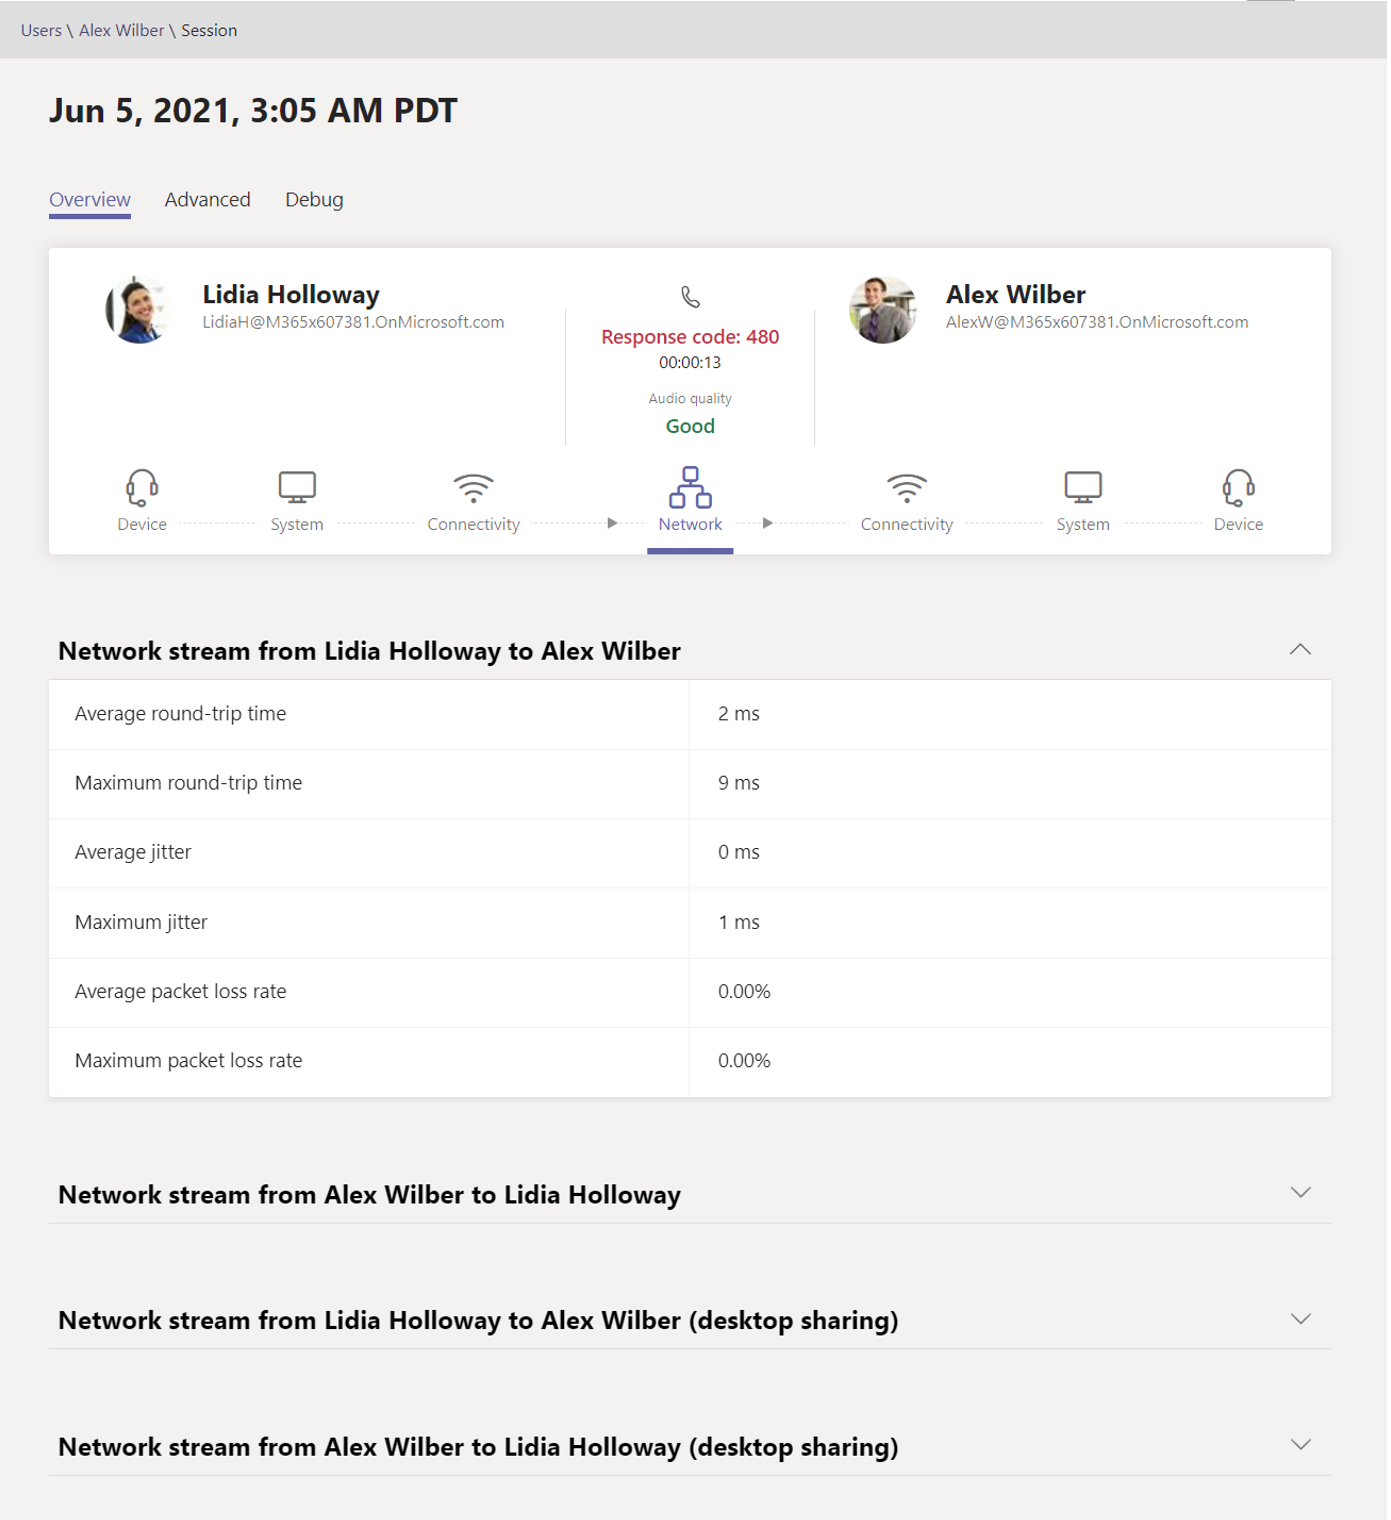 Users \ Alex Wilber \ Session
Jun 5, 2021, 3:05 AM PDT
Overview Advanced Debug
Lidia Holloway
LidiaH@M365x607381.OnMicrosoft.com
Response code: 480
00:00:13
Audio quality
Good
Alex Wilber
AlexW@M365x607381.OnMicrosoft.com
Device System Connectivity Network Connectivity System Device
Network stream from Lidia Holloway to Alex Wilber
Average round-trip time 2 ms
Maximum round-trip time 9 ms
Average jitter 0 ms
Maximum jitter 1 ms
Average packet loss rate 0.00%
Maximum packet loss rate 0.00%
Network stream from Alex Wilber to Lidia Holloway
Network stream from Lidia Holloway to Alex Wilber (desktop sharing)
Network stream from Alex Wilber to Lidia Holloway (desktop sharing)